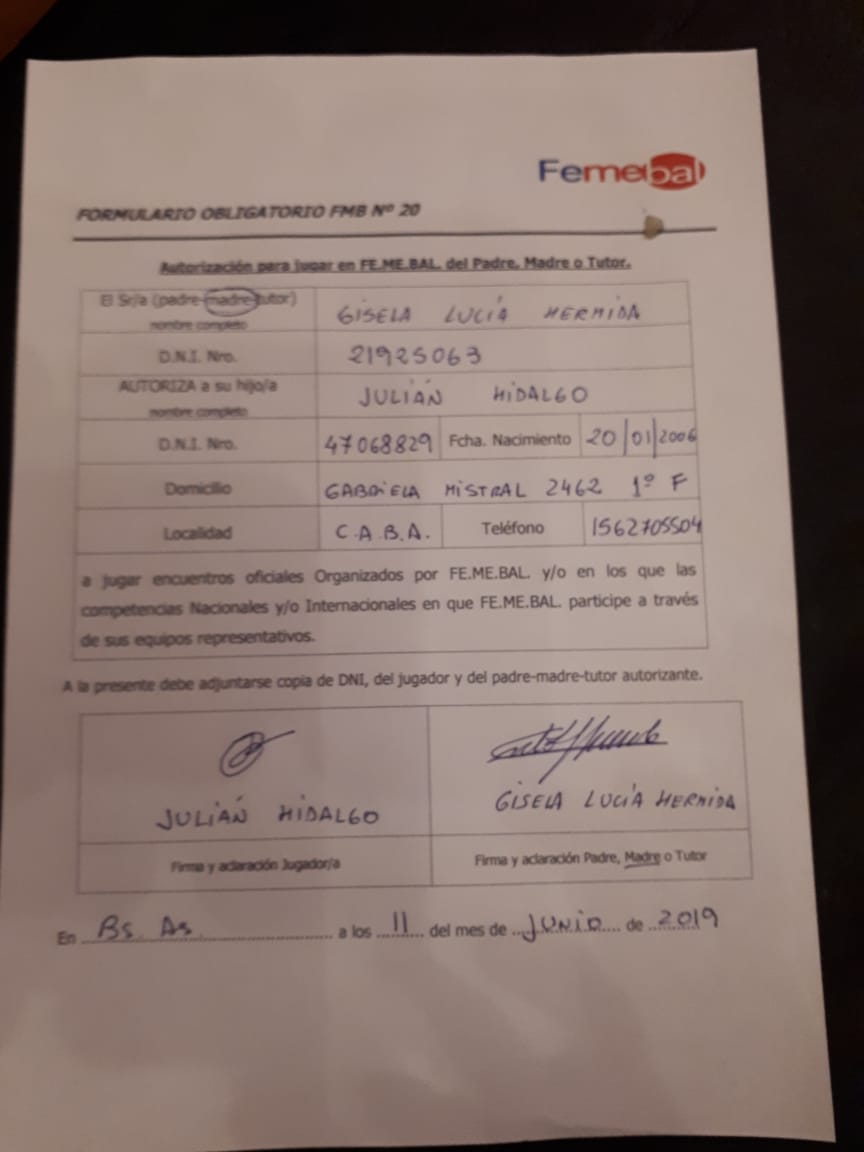 Femebal
FORMULARIO OBLIGATORIO FMB Nº 20
Autorización para jugar en FE.ME.BAL. del Padre, Madre o Tutor.
El Sr/a (padre-madre-tutor)
nombre completo
GISELA LUCÍA HERMIDA
D.N.I. Nro.
21925063
AUTORIZA a su hijo/a
nombre completo
JULIÁN HIDALGO
D.N.I. Nro.
47068829 Fcha. Nacimiento 20/01/2006
Domicilio
GABRIELA MISTRAL 2462 1º F
Localidad
C.A.B.A. Teléfono 1562705504
a jugar encuentros oficiales Organizados por FE.ME.BAL. y/o en los que las
competencias Nacionales y/o Internacionales en que FE.ME.BAL. participe a través
de sus equipos representativos.
A la presente debe adjuntarse copia de DNI, del jugador y del padre-madre-tutor autorizante.
JULIÁN HIDALGO
Firma y aclaración Jugador/a
GISELA LUCÍA HERMIDA
Firma y aclaración Padre, Madre o Tutor
En Bs. As. a los 11 del mes de JUNIO de 2019